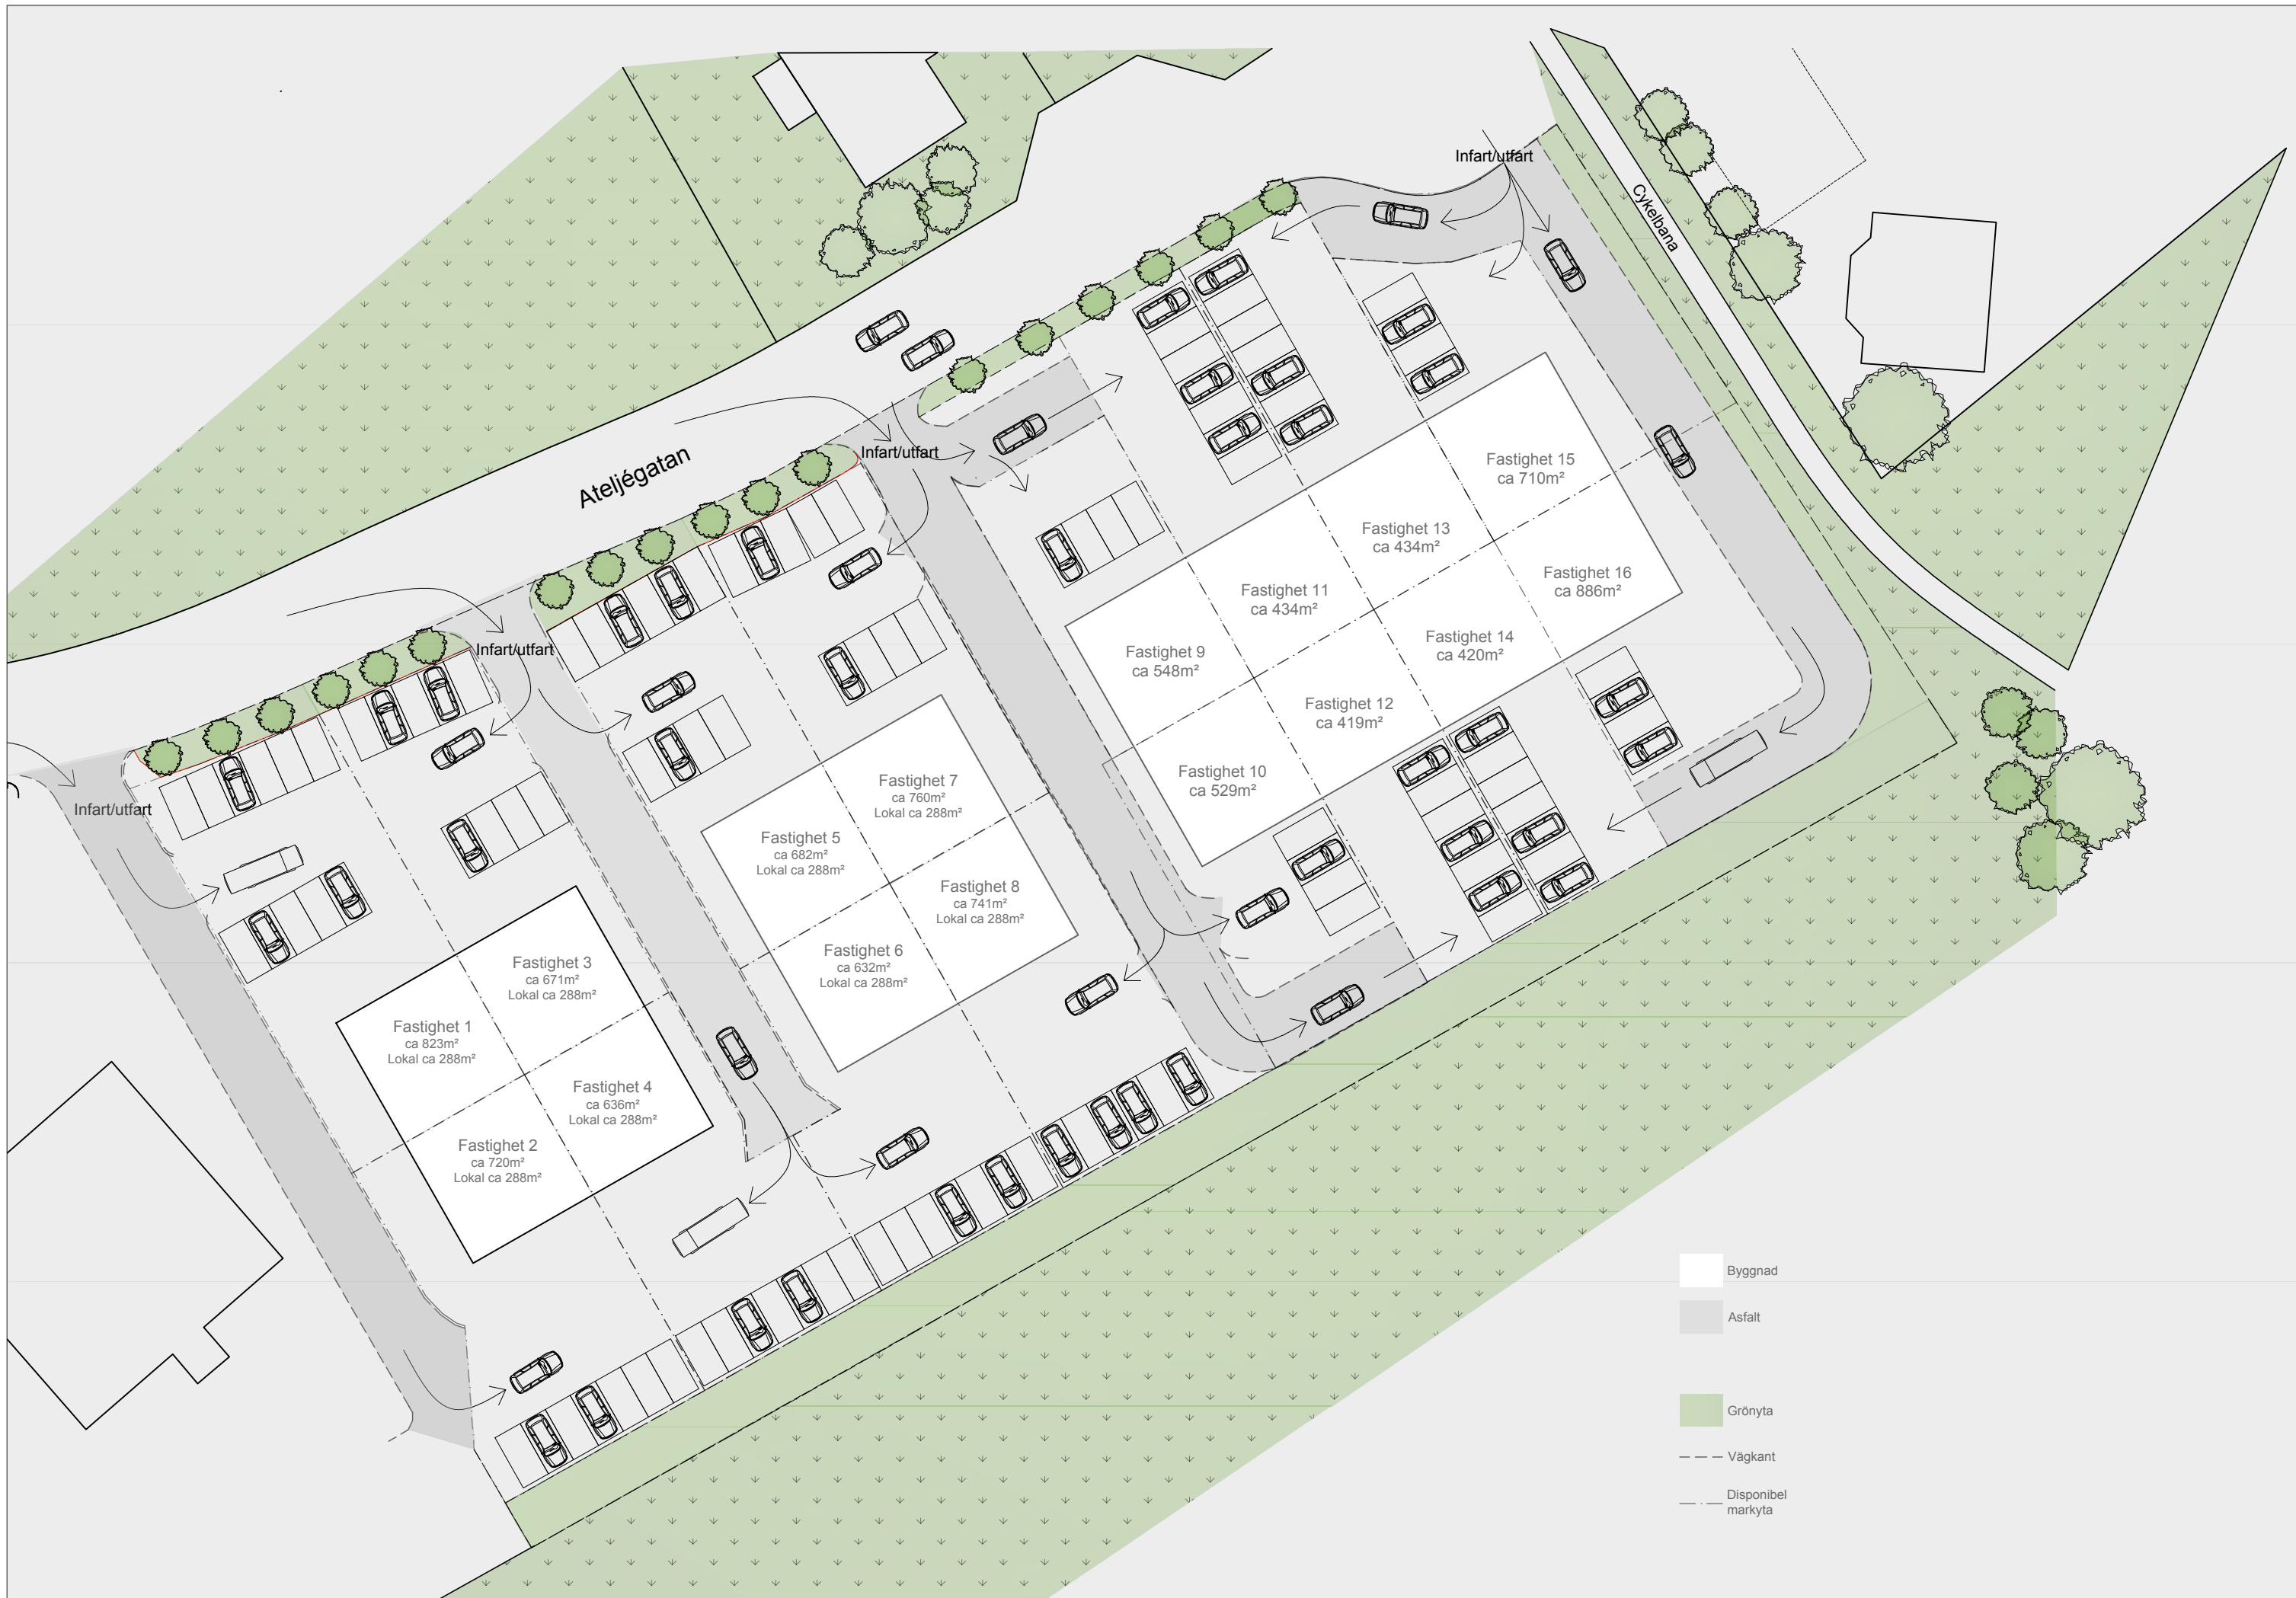 Infart/utfart
Cykelbana
Ateljégatan
Infart/utfart
Infart/utfart
Infart/utfart
Fastighet 15
ca 710m²
Fastighet 13
ca 434m²
Fastighet 16
ca 886m²
Fastighet 11
ca 434m²
Fastighet 14
ca 420m²
Fastighet 9
ca 548m²
Fastighet 12
ca 419m²
Fastighet 10
ca 529m²
Fastighet 7
ca 760m²
Lokal ca 288m²
Fastighet 5
ca 682m²
Lokal ca 288m²
Fastighet 8
ca 741m²
Lokal ca 288m²
Fastighet 6
ca 632m²
Lokal ca 288m²
Fastighet 3
ca 671m²
Lokal ca 288m²
Fastighet 1
ca 823m²
Lokal ca 288m²
Fastighet 4
ca 636m²
Lokal ca 288m²
Fastighet 2
ca 720m²
Lokal ca 288m²
Byggnad
Asfalt
Grönyta
Vägkant
Disponibel
markyta